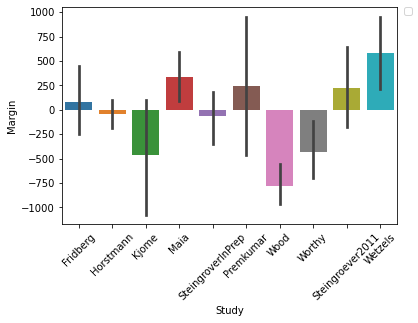 1000
750
500
250
0
−250
−500
−750
−1000
Margin
Fridberg
Horstmann
Kjome
Maia
SteingroverInPrep
Premkumar
Wood
Worthy
Steingroever2011
Wetzels
Study